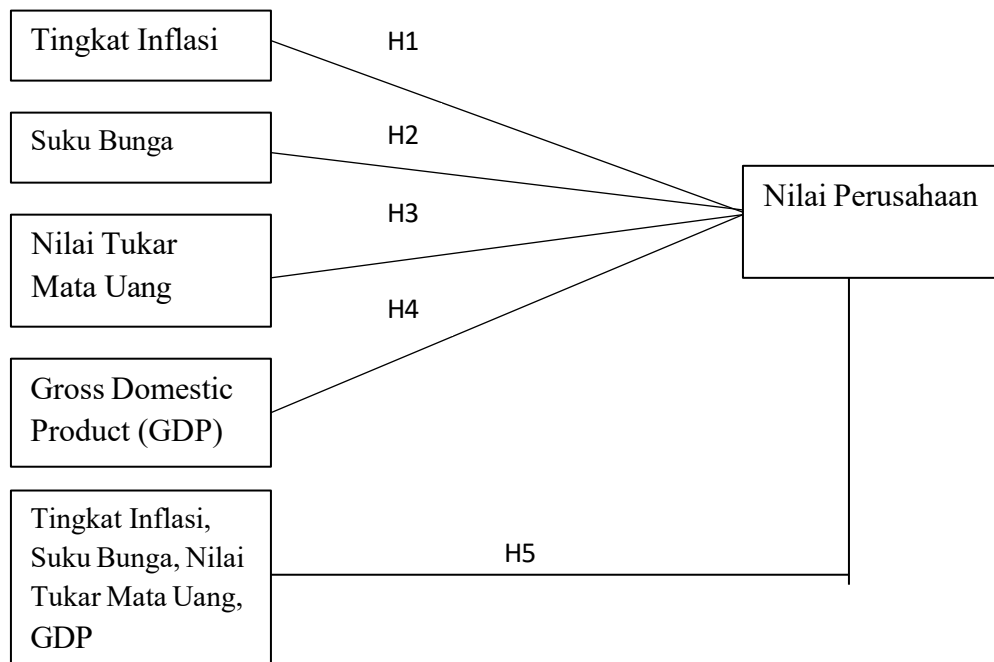 Tingkat Inflasi
H1
Suku Bunga
H2
Nilai Tukar
Mata Uang
H3
Gross Domestic
Product (GDP)
H4
Tingkat Inflasi,
Suku Bunga, Nilai
Tukar Mata Uang,
GDP
H5
Nilai Perusahaan